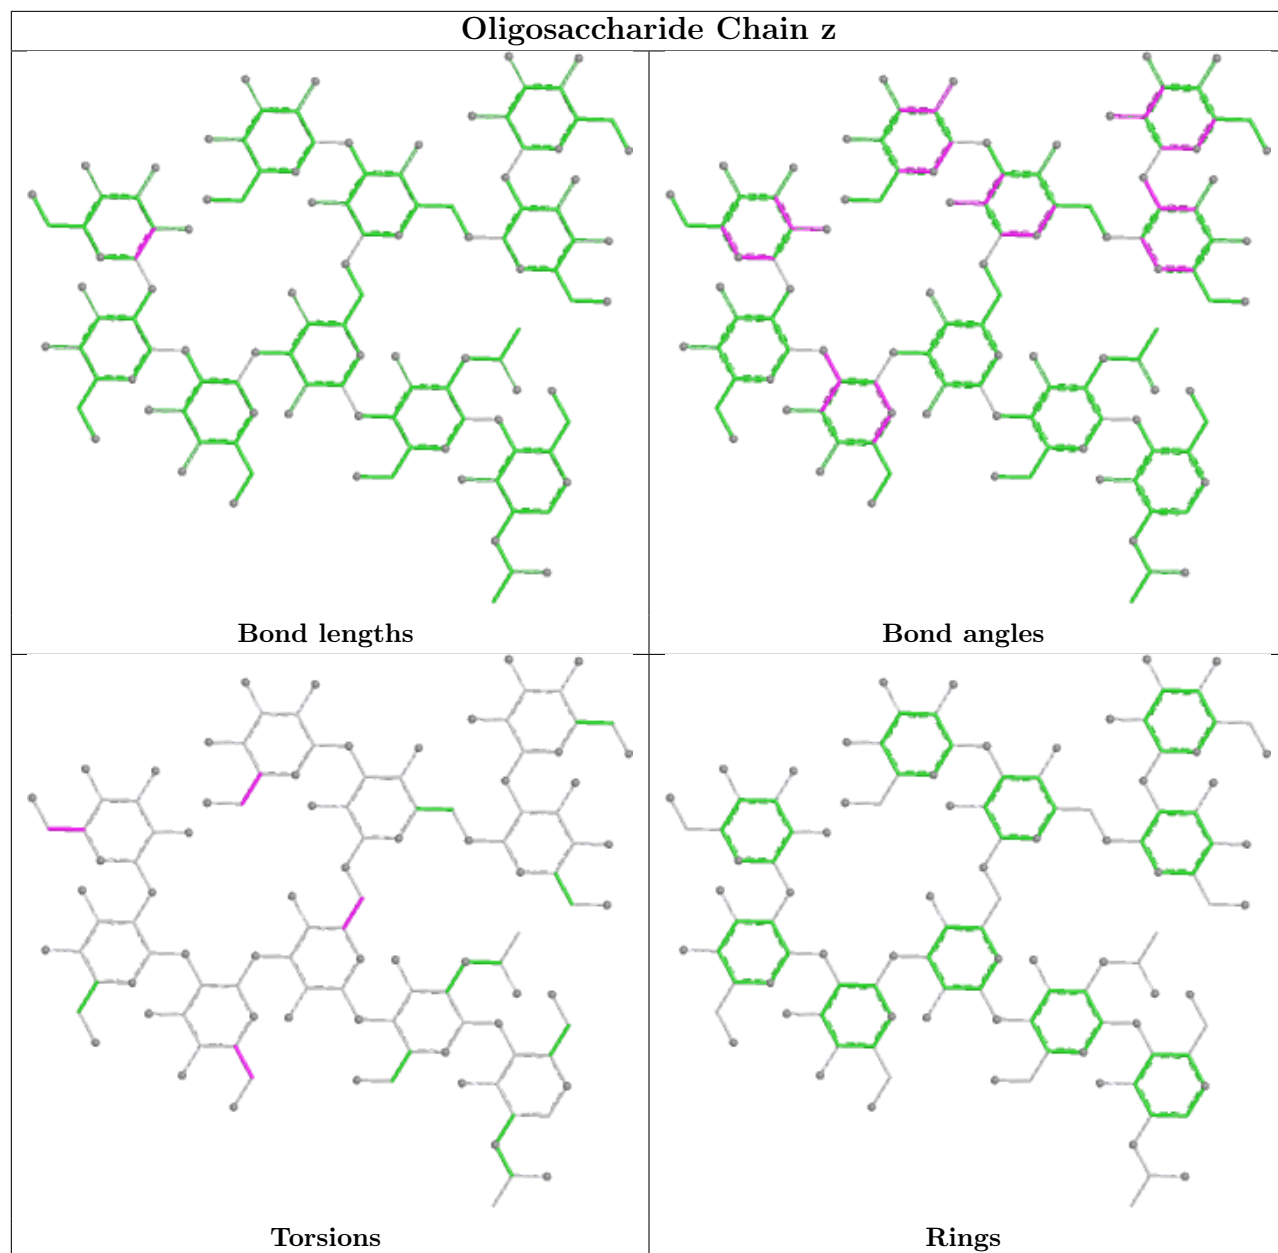 Oligosaccharide Chain z
Bond lengths
Bond angles
Torsions
Rings